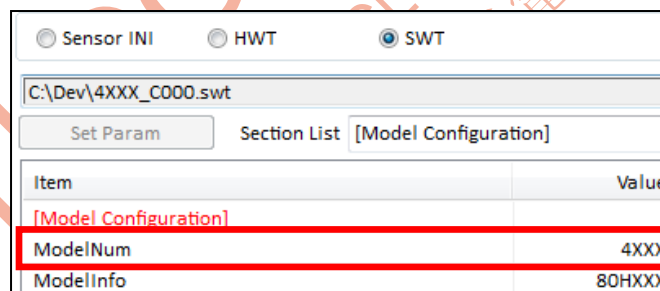 Sensor INI HWT SWT
C:\Dev\4XXX_C000.swt
Set Param Section List [Model Configuration]
Item Value
[Model Configuration]
ModelNum 4XXX
ModelInfo 80HXXX